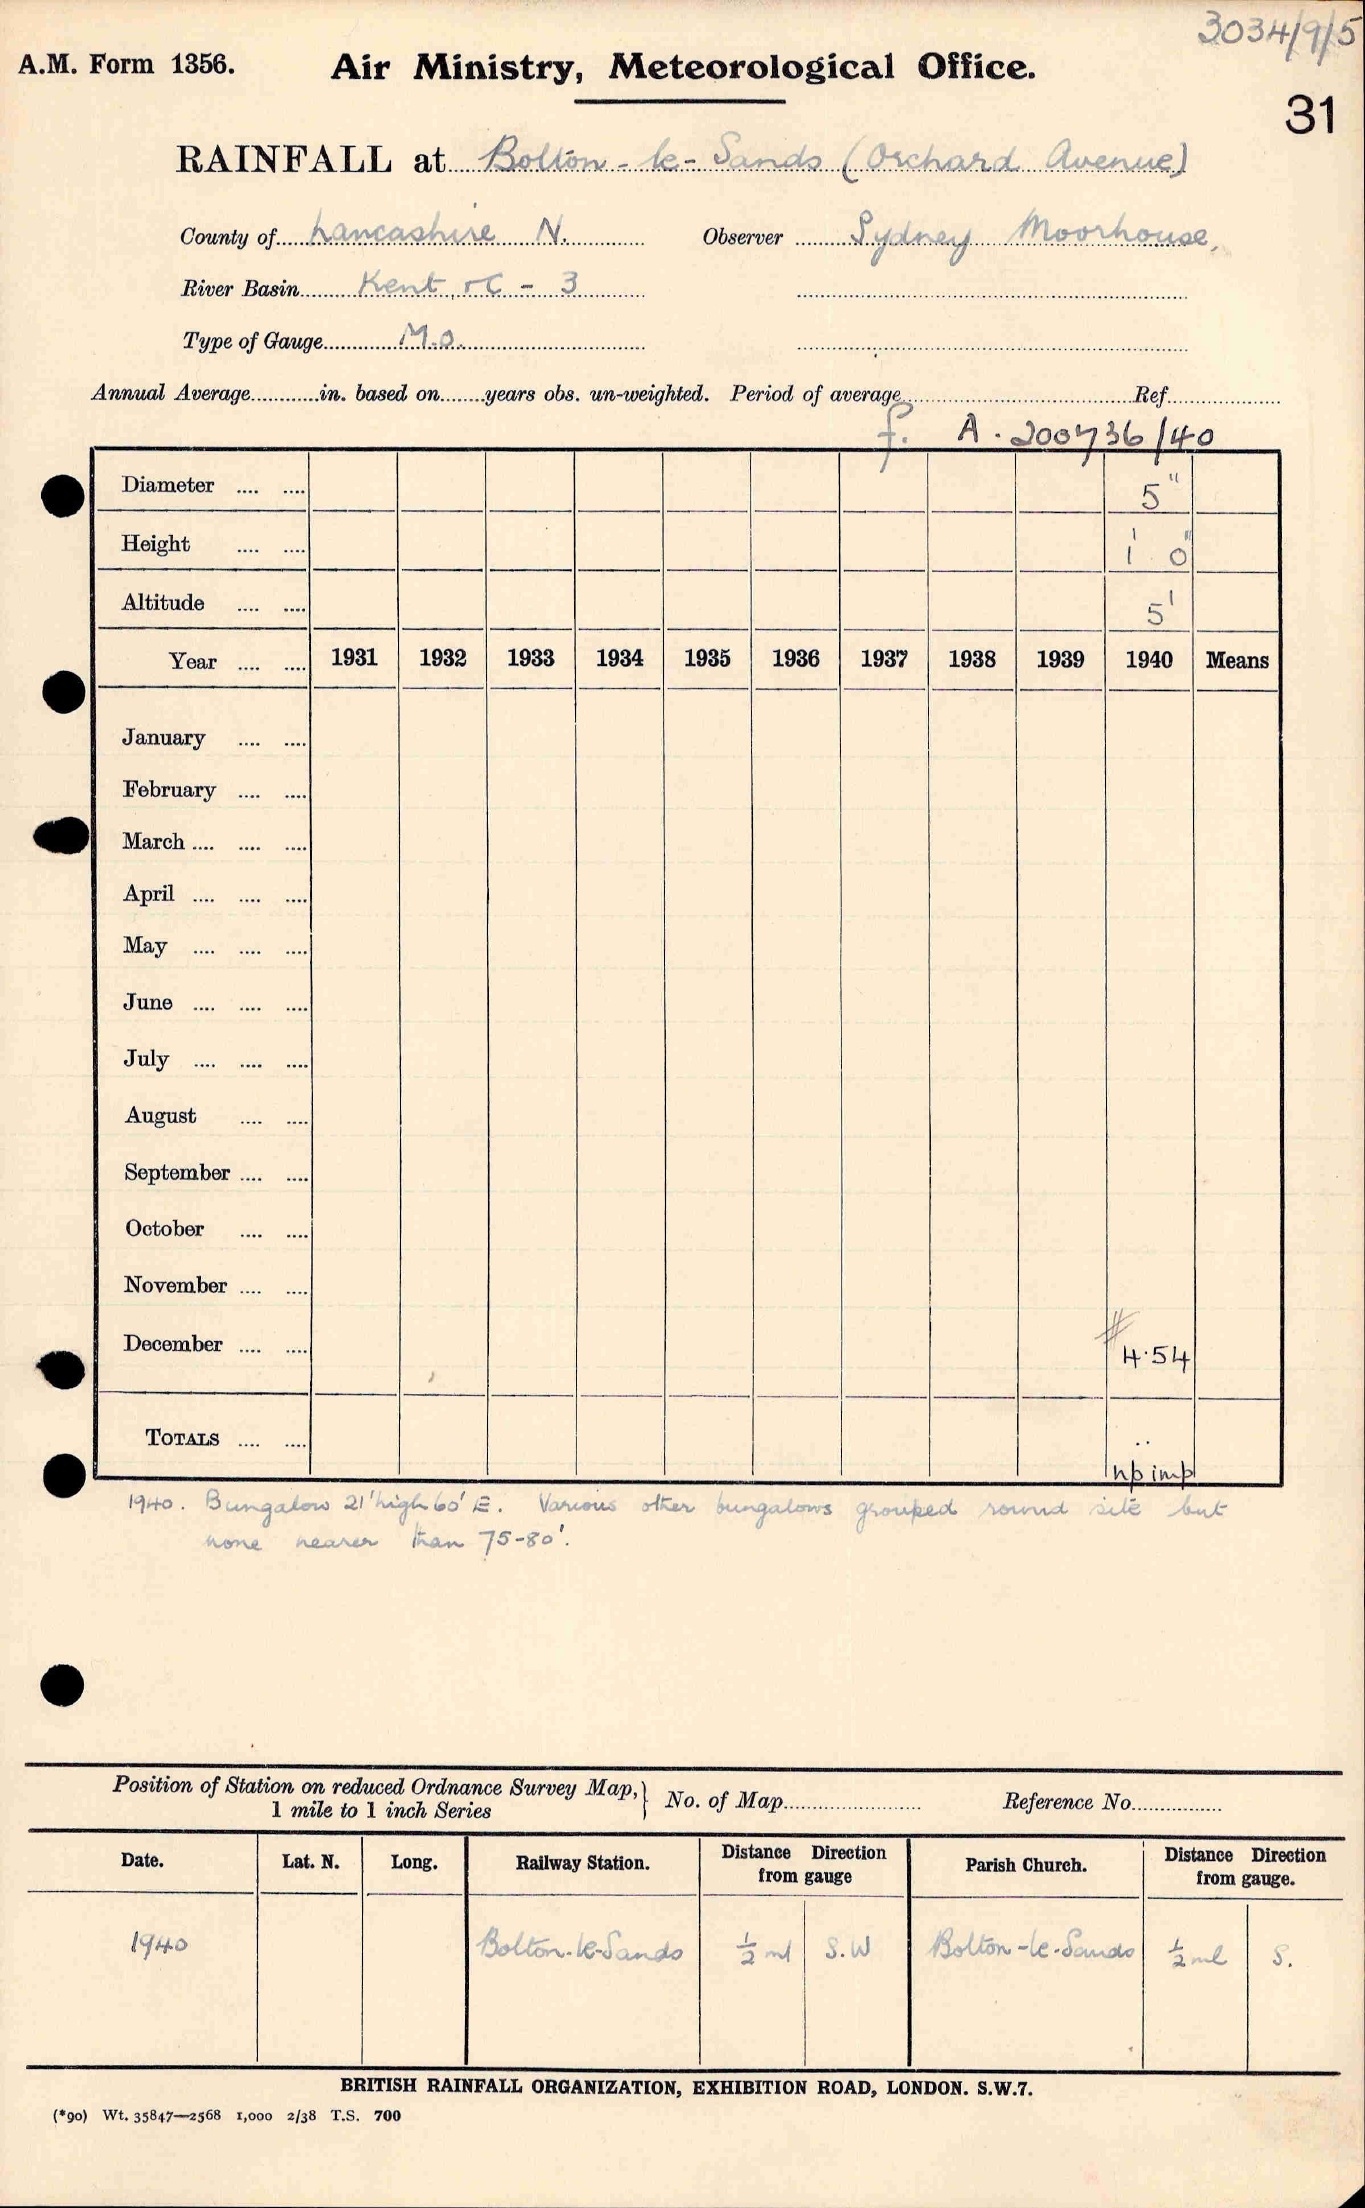 3034/9/5
A.M. Form 1356. Air Ministry, Meteorological Office.
31
RAINFALL at Bolton-le-Sands (Orchard Avenue)
County of Lancashire N. Observer Sydney Moorhouse,
River Basin Kent, &c - 3
Type of Gauge M.O.
Annual Average in. based on years obs. un-weighted. Period of average Ref
f. A. 200736/40
Diameter .... .... 5"
Height .... .... 1' 0"
Altitude .... .... 5'
Year .... .... 1931 1932 1933 1934 1935 1936 1937 1938 1939 1940 Means
January .... ....
February .... ....
March .... .... ....
April .... .... ....
May .... .... ....
June .... .... ....
July .... .... ....
August .... ....
September .... ....
October .... ....
November .... ....
December .... .... # 4.54
TOTALS .... .... ..
np imp
1940. Bungalow 21' high 60' E. Various other bungalows grouped round site but
none nearer than 75-80'.
Position of Station on reduced Ordnance Survey Map, } No. of Map Reference No.
1 mile to 1 inch Series
Date. Lat. N. Long. Railway Station. Distance Direction from gauge Parish Church. Distance Direction from gauge.
1940 Bolton-le-Sands ½ ml S.W Bolton-le-Sands ½ ml S.
BRITISH RAINFALL ORGANIZATION, EXHIBITION ROAD, LONDON. S.W.7.
(*90) Wt. 35847—2568 1,000 2/38 T.S. 700